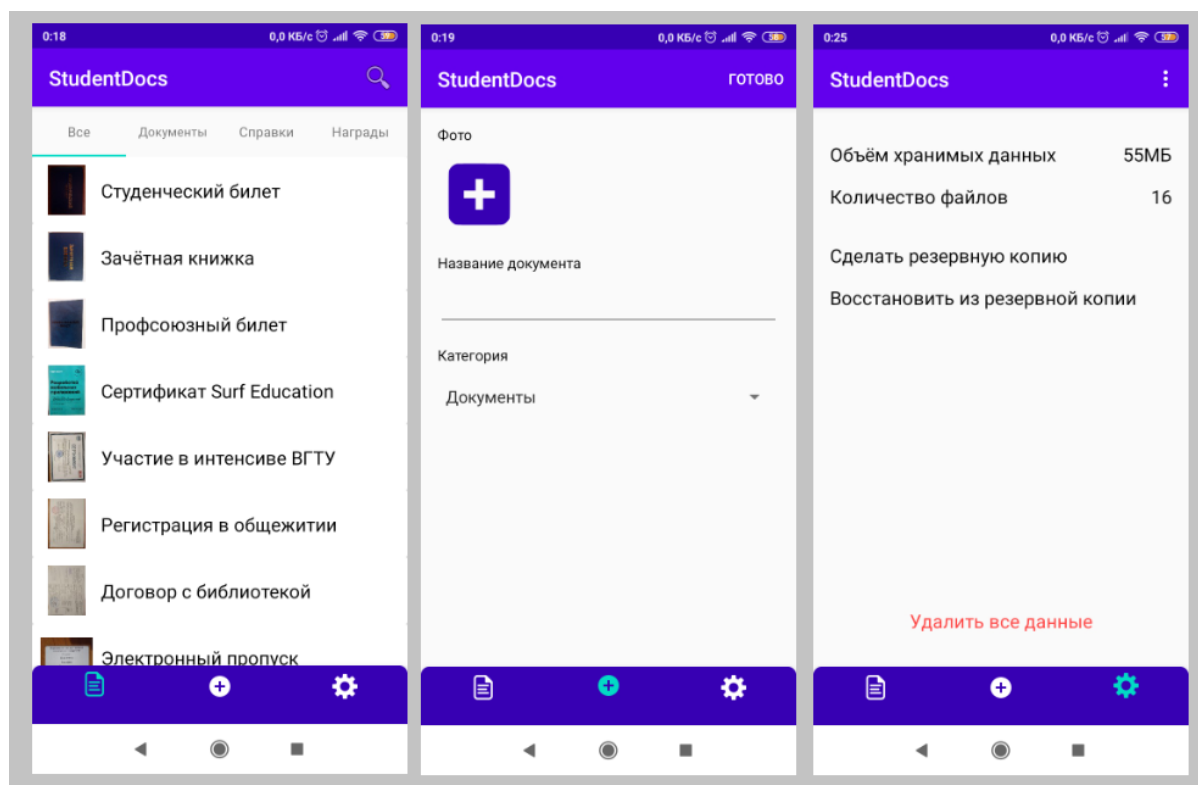 0:18
0,0 КБ/с
StudentDocs
Все Документы Справки Награды
Студенческий билет
Зачётная книжка
Профсоюзный билет
Сертификат Surf Education
Участие в интенсиве ВГТУ
Регистрация в общежитии
Договор с библиотекой
Электронный пропуск
0:19
0,0 КБ/с
StudentDocs
ГОТОВО
Фото
Название документа
Категория
Документы
0:25
0,0 КБ/с
StudentDocs
Объём хранимых данных 55МБ
Количество файлов 16
Сделать резервную копию
Восстановить из резервной копии
Удалить все данные